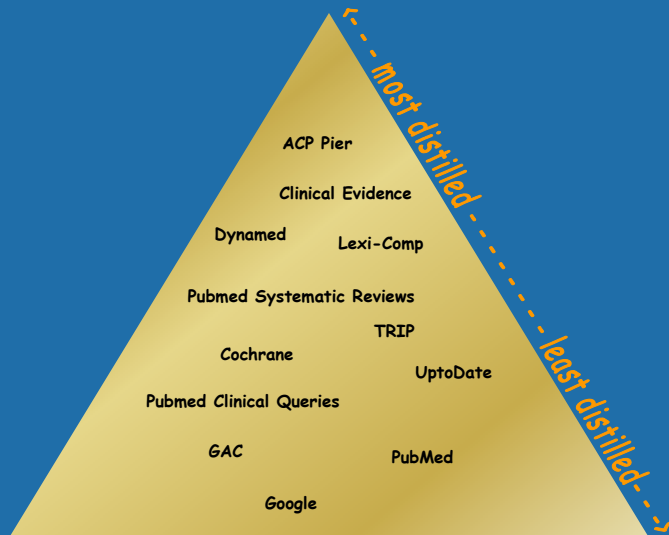 most distilled
ACP Pier
Clinical Evidence
Dynamed
Lexi-Comp
Pubmed Systematic Reviews
TRIP
least distilled
Cochrane
UptoDate
Pubmed Clinical Queries
GAC
PubMed
Google